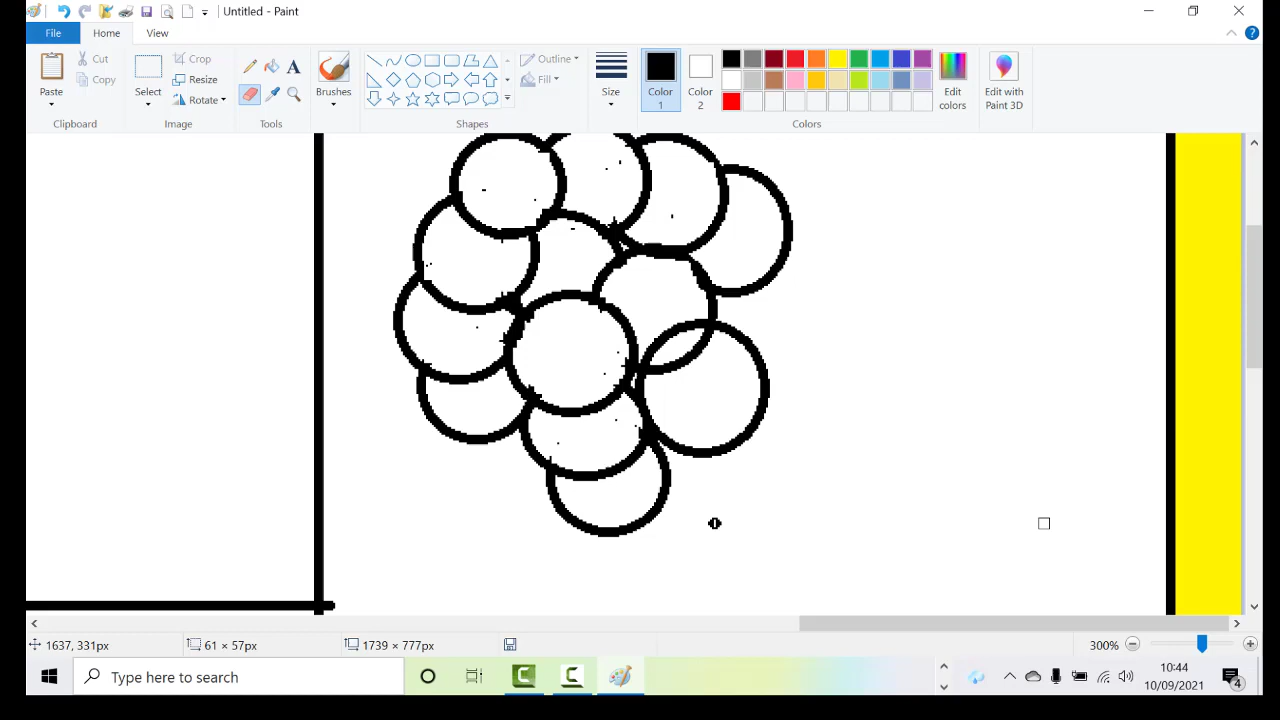 Untitled - Paint
File Home View
Paste
Cut
Copy
Clipboard
Select
Crop
Resize
Rotate
Image
A
Tools
Brushes
Shapes
Outline
Fill
Size
Color 1
Color 2
Edit colors
Colors
Edit with Paint 3D
1637, 331px
61 × 57px
1739 × 777px
300%
Type here to search
10:44
10/09/2021
4